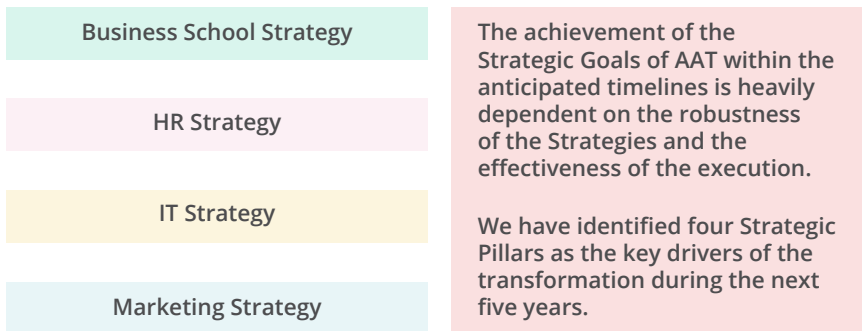 Business School Strategy
HR Strategy
IT Strategy
Marketing Strategy
The achievement of the
Strategic Goals of AAT within the
anticipated timelines is heavily
dependent on the robustness
of the Strategies and the
effectiveness of the execution.
We have identified four Strategic
Pillars as the key drivers of the
transformation during the next
five years.